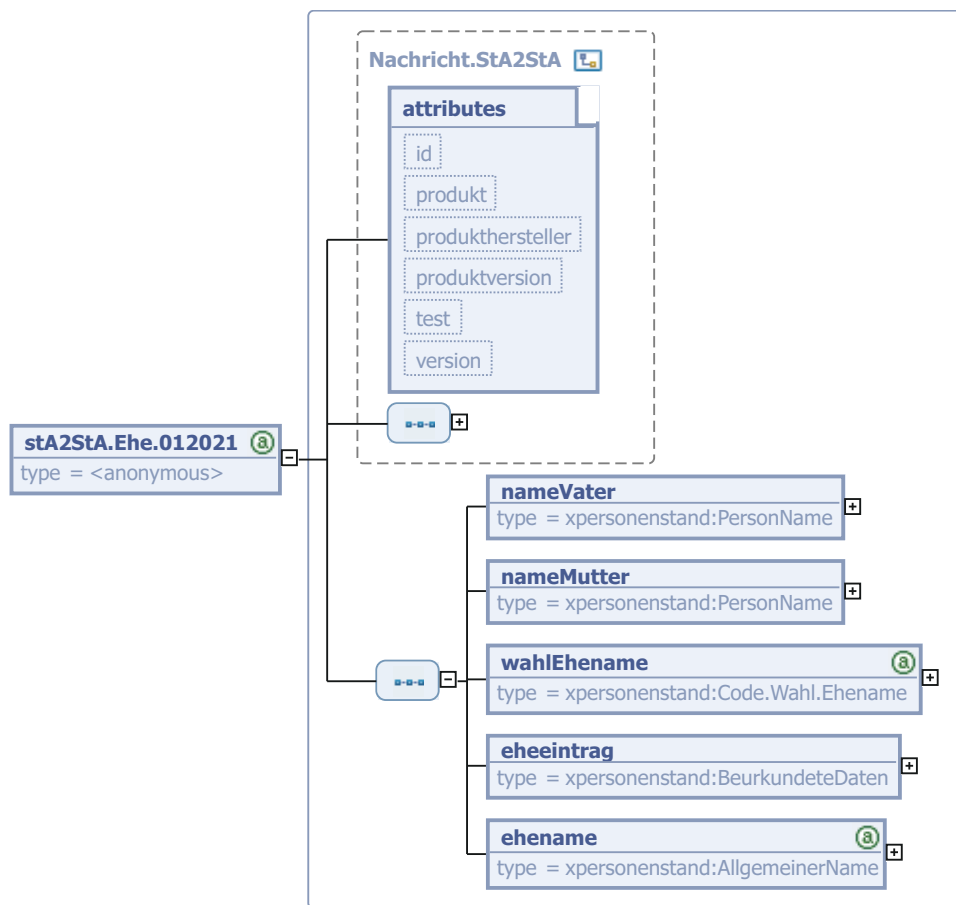 Nachricht.StA2StA
attributes
id
produkt
produkthersteller
produktversion
test
version
stA2StA.Ehe.012021 a
type = <anonymous>
nameVater
type = xpersonenstand:PersonName
nameMutter
type = xpersonenstand:PersonName
wahlEhename a
type = xpersonenstand:Code.Wahl.Ehename
eheeintrag
type = xpersonenstand:BeurkundeteDaten
ehename a
type = xpersonenstand:AllgemeinerName